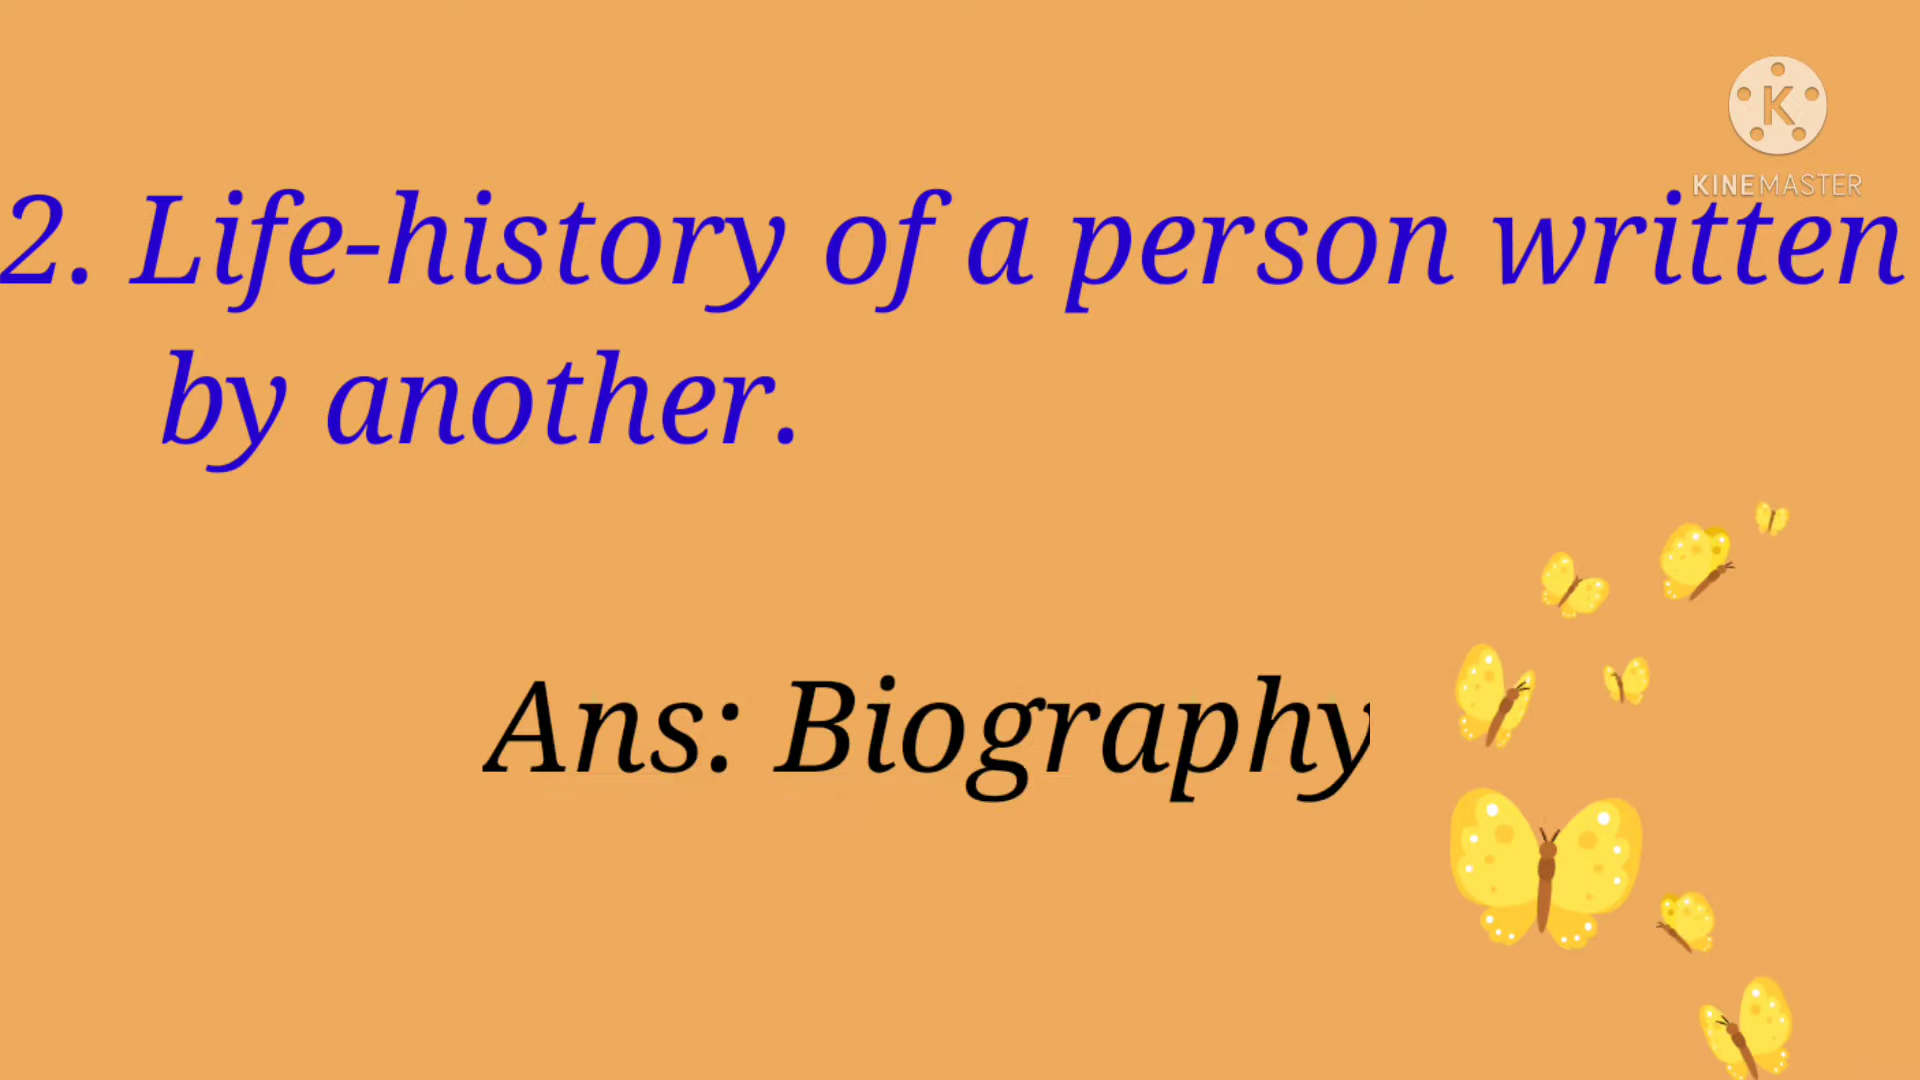 K
KINEMASTER
2. Life-history of a person written
by another.
Ans: Biography